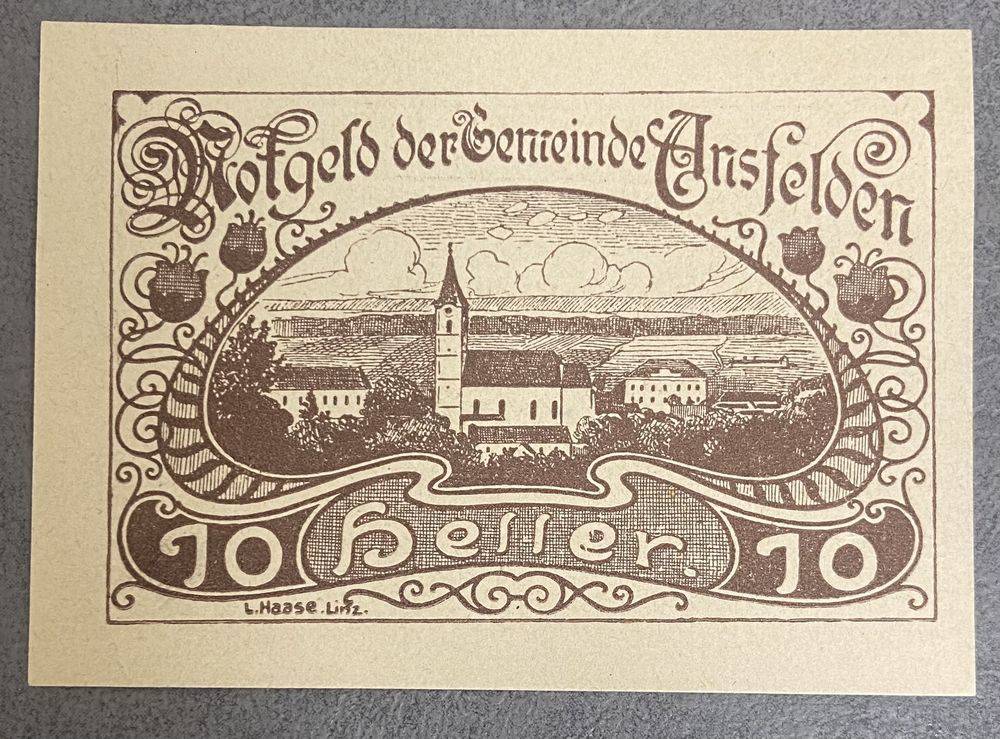 Notgeld der Gemeinde Ansfelden
10 Heller. 10
L. Haase. Linz.